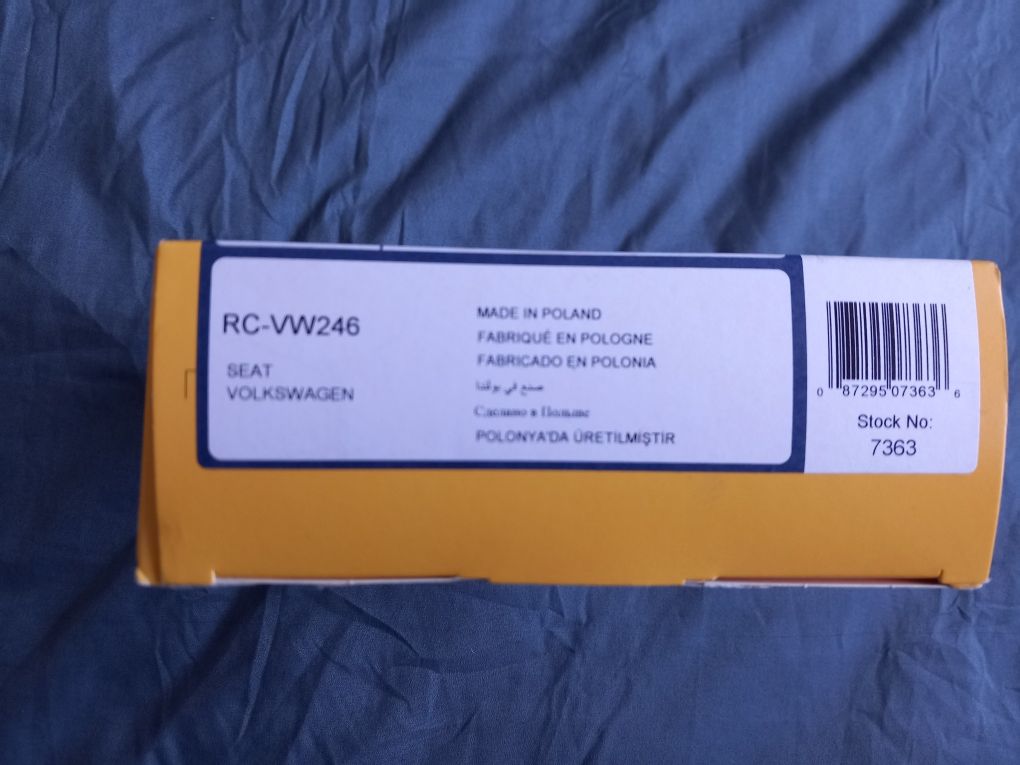 RC-VW246
SEAT
VOLKSWAGEN
MADE IN POLAND
FABRIQUÉ EN POLOGNE
FABRICADO EN POLONIA
صنع في بولندا
Сделано в Польше
POLONYA'DA ÜRETİLMİŞTİR
0 87295 07363 6
Stock No:
7363